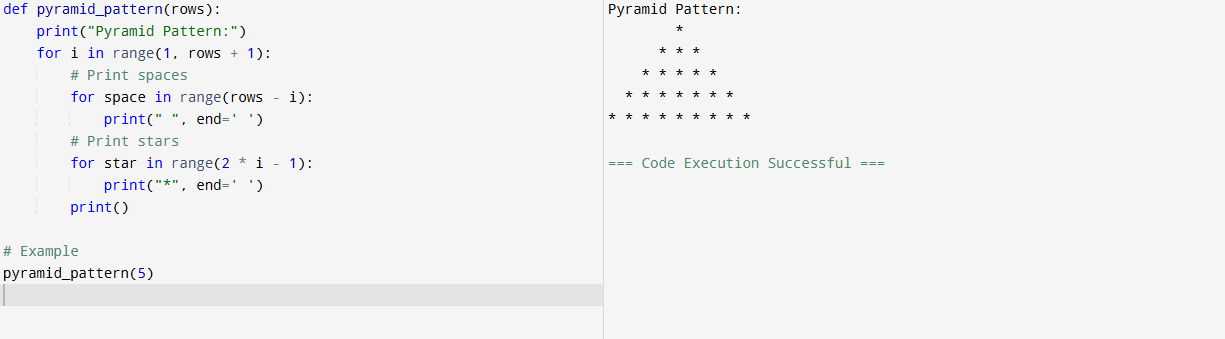 def pyramid_pattern(rows):
    print("Pyramid Pattern:")
    for i in range(1, rows + 1):
        # Print spaces
        for space in range(rows - i):
            print(" ", end=' ')
        # Print stars
        for star in range(2 * i - 1):
            print("*", end=' ')
        print()

# Example
pyramid_pattern(5)

Pyramid Pattern:
        *
      * * *
    * * * * *
  * * * * * * *
* * * * * * * * *

=== Code Execution Successful ===